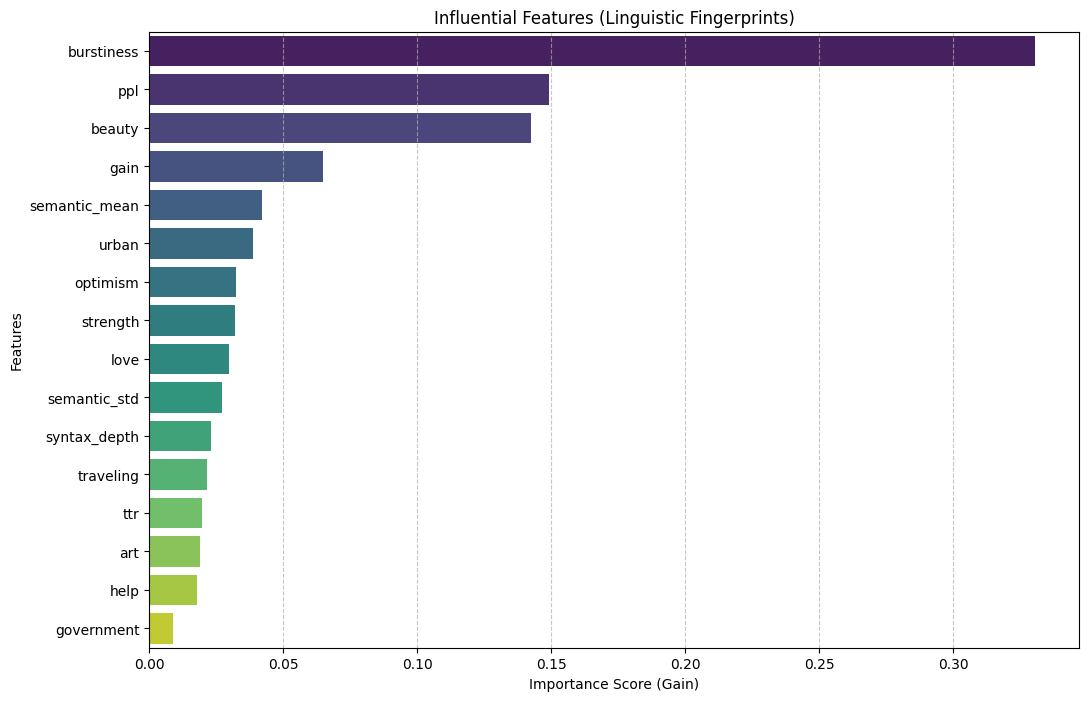 Influential Features (Linguistic Fingerprints)
burstiness
ppl
beauty
gain
semantic_mean
urban
optimism
strength
love
semantic_std
syntax_depth
traveling
ttr
art
help
government
Features
0.00 0.05 0.10 0.15 0.20 0.25 0.30
Importance Score (Gain)